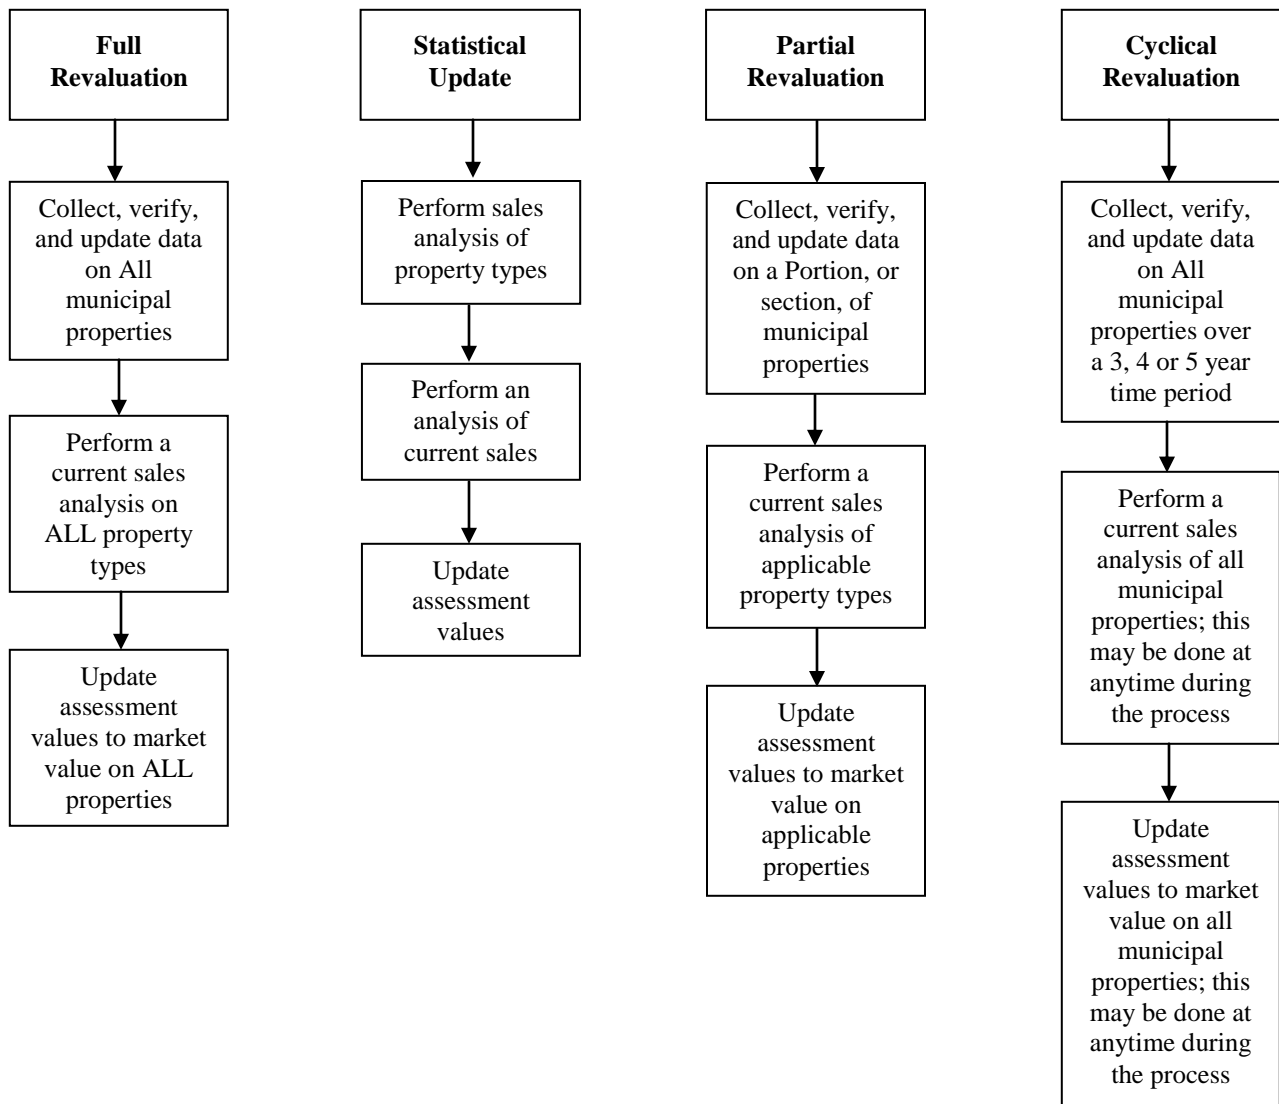 Full
Revaluation
Collect, verify,
and update data
on All
municipal
properties
Perform a
current sales
analysis on
ALL property
types
Update
assessment
values to market
value on ALL
properties
Statistical
Update
Perform sales
analysis of
property types
Perform an
analysis of
current sales
Update
assessment
values
Partial
Revaluation
Collect, verify,
and update data
on a Portion, or
section, of
municipal
properties
Perform a
current sales
analysis of
applicable
property types
Update
assessment
values to market
value on
applicable
properties
Cyclical
Revaluation
Collect, verify,
and update data
on All
municipal
properties over
a 3, 4 or 5 year
time period
Perform a
current sales
analysis of all
municipal
properties; this
may be done at
anytime during
the process
Update
assessment
values to market
value on all
municipal
properties; this
may be done at
anytime during
the process